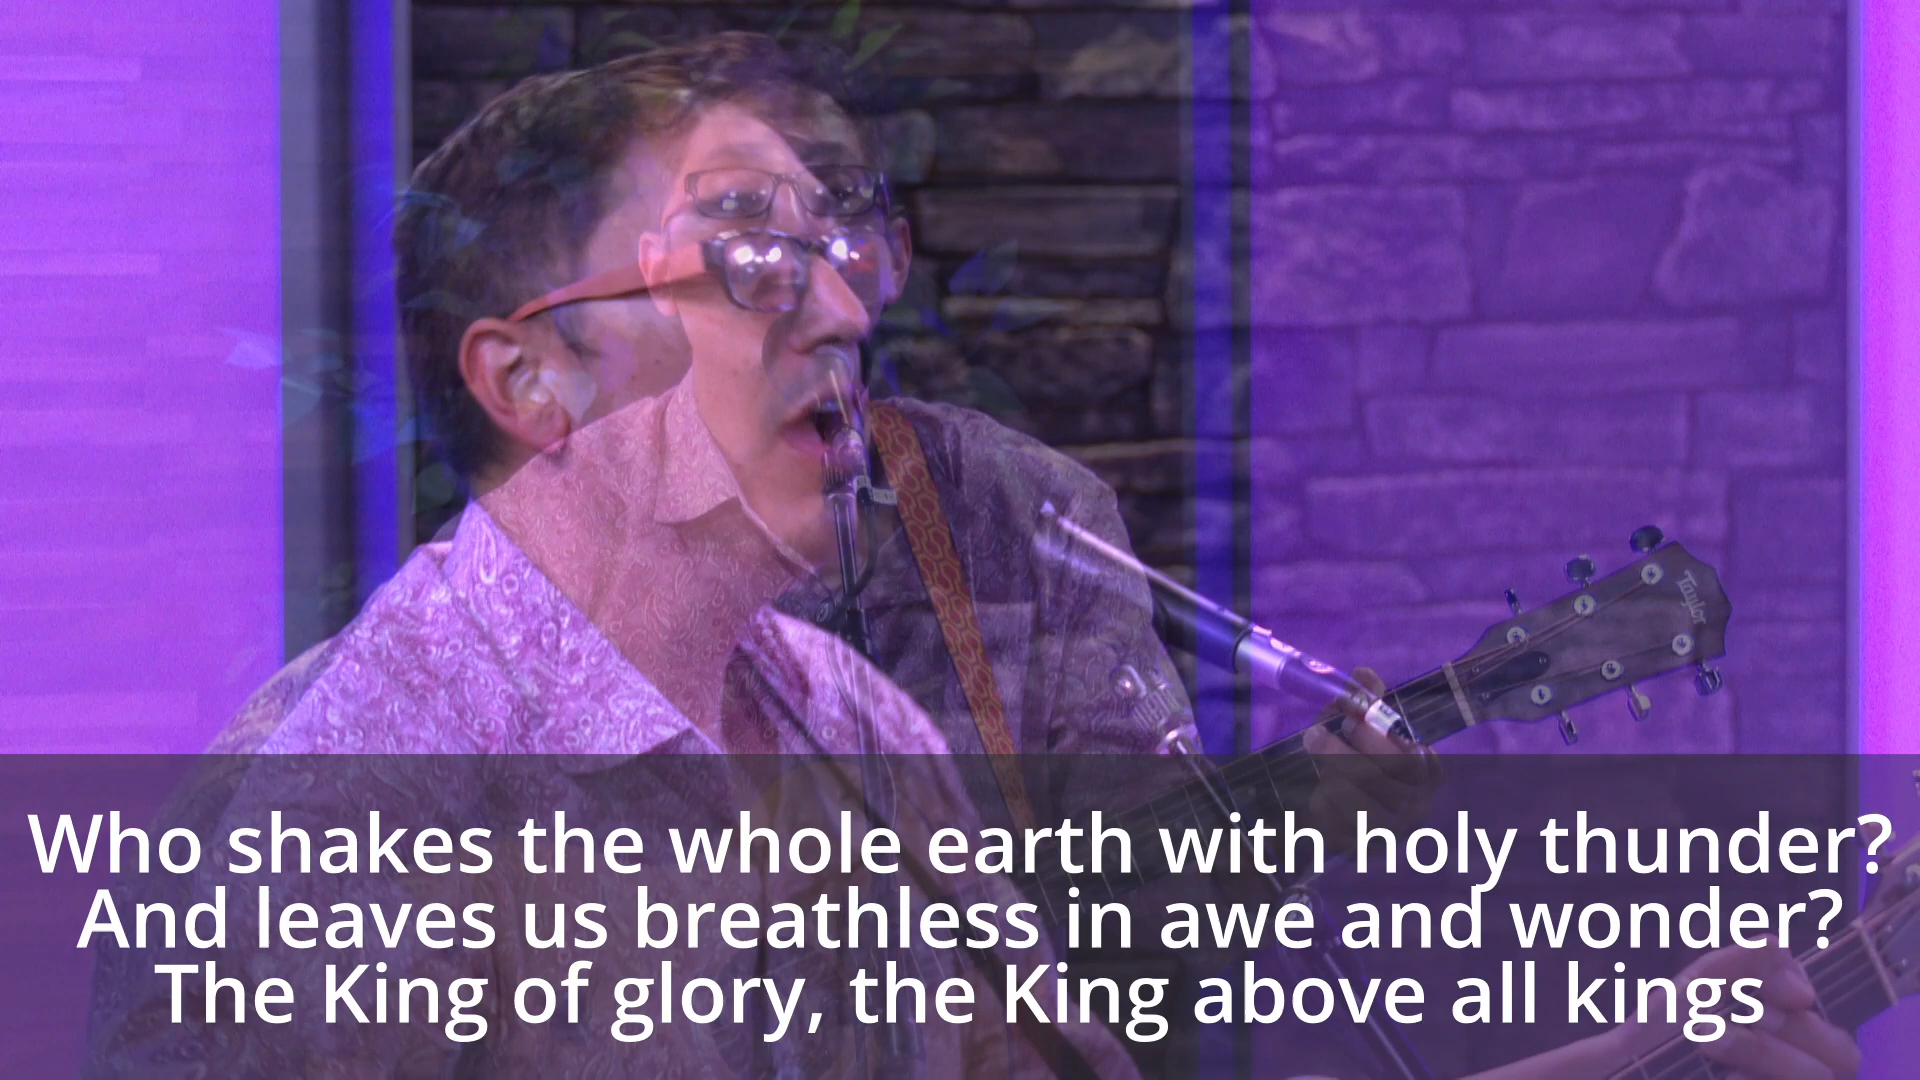 Taylor
Who shakes the whole earth with holy thunder?
And leaves us breathless in awe and wonder?
The King of glory, the King above all kings